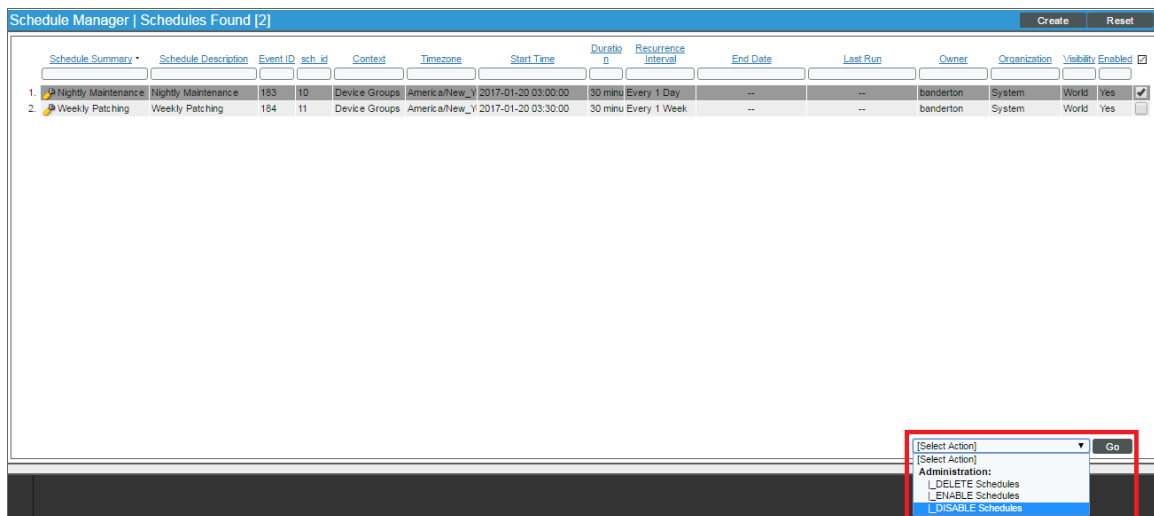 Schedule Manager | Schedules Found [2] Create Reset
Schedule Summary Schedule Description Event ID sch_id Context Timezone Start Time Duration Recurrence Interval End Date Last Run Owner Organization Visibility Enabled
1. Nightly Maintenance Nightly Maintenance 183 10 Device Groups America/New_Y 2017-01-20 03:00:00 30 minu Every 1 Day -- -- banderton System World Yes
2. Weekly Patching Weekly Patching 184 11 Device Groups America/New_Y 2017-01-20 03:30:00 30 minu Every 1 Week -- -- banderton System World Yes
[Select Action] Go
[Select Action]
Administration:
|_DELETE Schedules
|_ENABLE Schedules
|_DISABLE Schedules